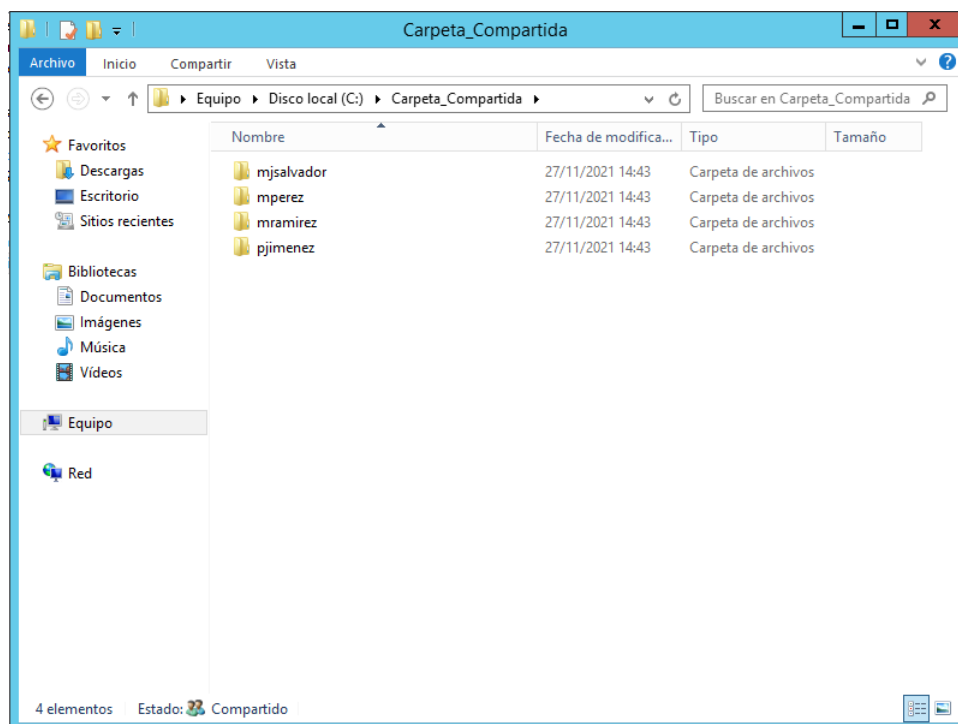 Carpeta_Compartida
Archivo Inicio Compartir Vista
Equipo Disco local (C:) Carpeta_Compartida Buscar en Carpeta_Compartida
Nombre Fecha de modifica... Tipo Tamaño
Favoritos
Descargas
Escritorio
Sitios recientes
Bibliotecas
Documentos
Imágenes
Música
Vídeos
Equipo
Red
mjsalvador 27/11/2021 14:43 Carpeta de archivos
mperez 27/11/2021 14:43 Carpeta de archivos
mramirez 27/11/2021 14:43 Carpeta de archivos
pjimenez 27/11/2021 14:43 Carpeta de archivos
4 elementos Estado: Compartido